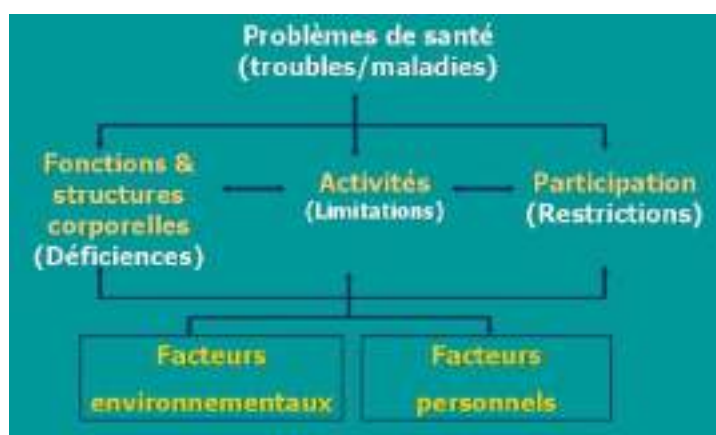 Problèmes de santé
(troubles/maladies)
Fonctions &
structures
corporelles
(Déficiences)
Activités
(Limitations)
Participation
(Restrictions)
Facteurs
environnementaux
Facteurs
personnels